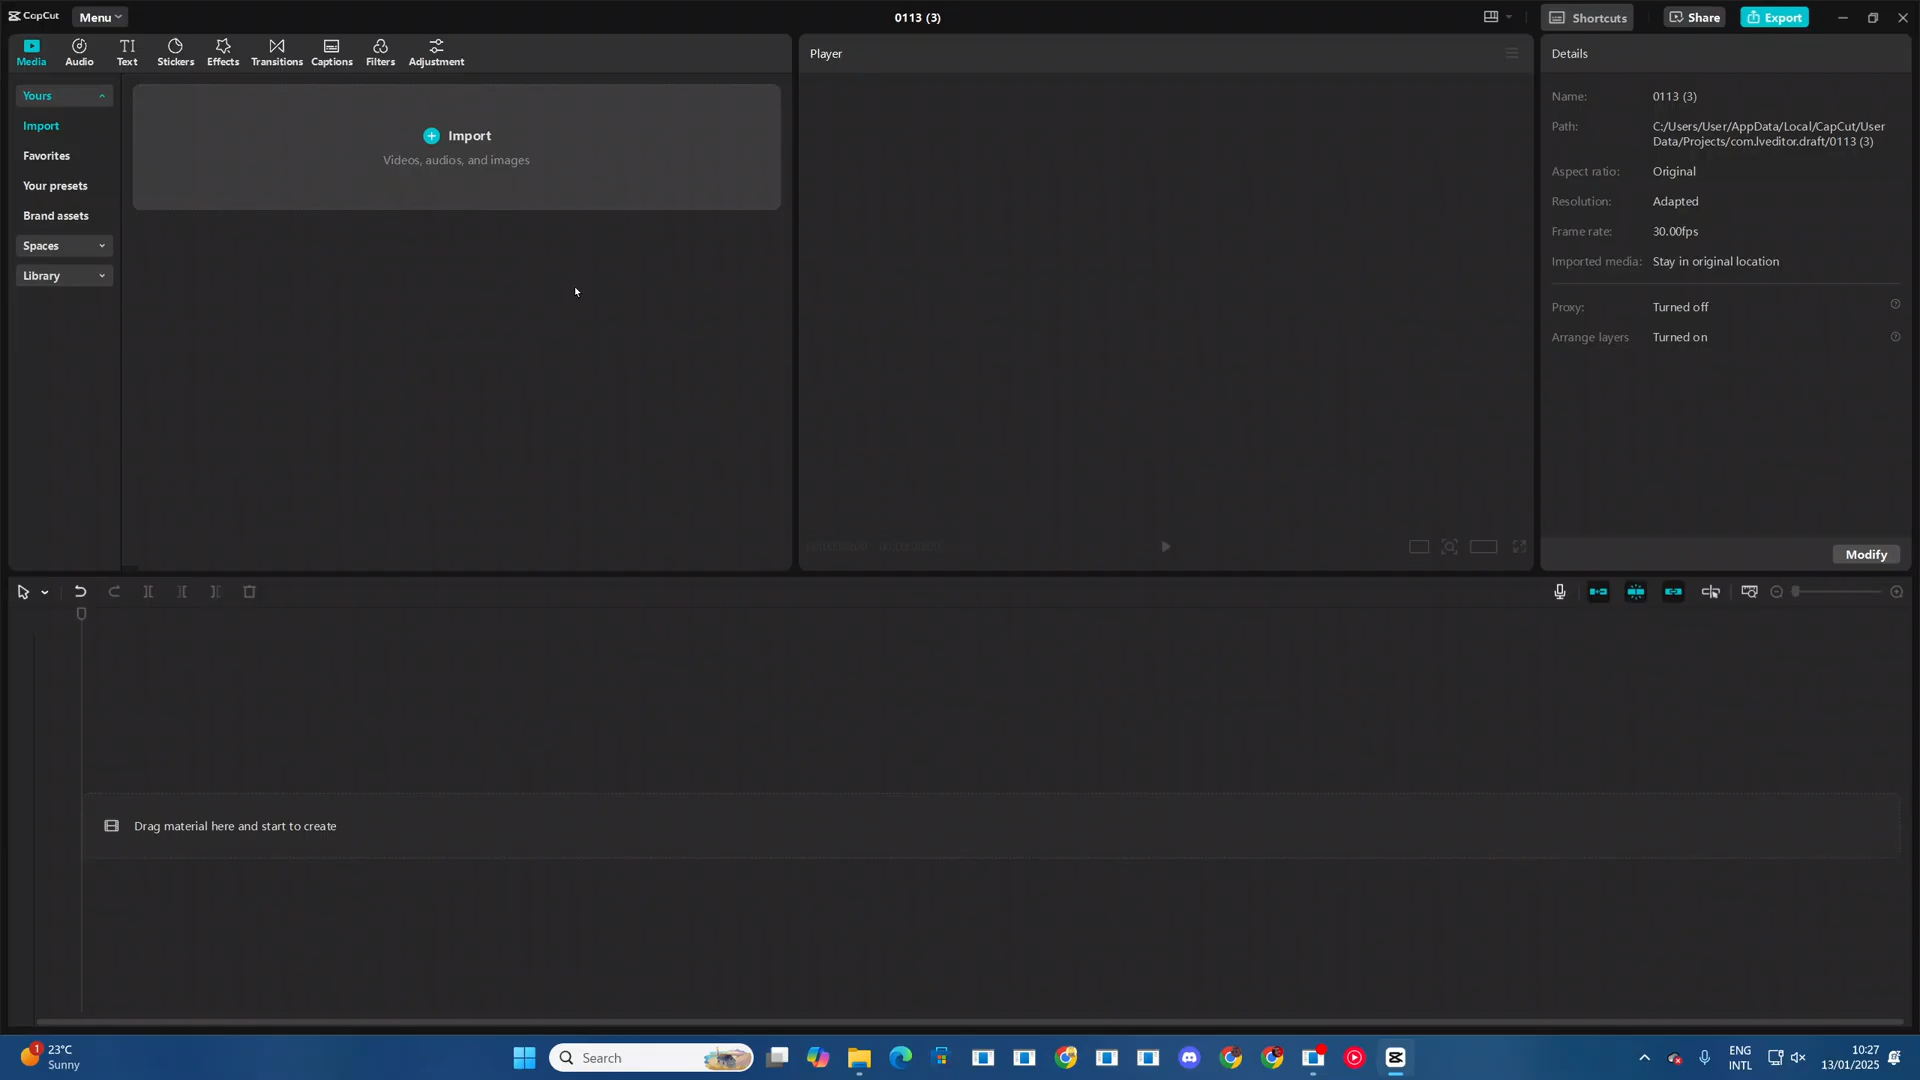 CapCut
Menu
0113 (3)
Shortcuts
Share
Export
Media
Audio
TI
Text
Stickers
Effects
Transitions
Captions
Filters
Adjustment
Yours
Import
Favorites
Your presets
Brand assets
Spaces
Library
Import
Videos, audios, and images
Player
Details
Name: 0113 (3)
Path: C:/Users/User/AppData/Local/CapCut/User
Data/Projects/com.lveditor.draft/0113 (3)
Aspect ratio: Original
Resolution: Adapted
Frame rate: 30.00fps
Imported media: Stay in original location
Proxy: Turned off
Arrange layers Turned on
Modify
Drag material here and start to create
1
23°C
Sunny
Search
ENG
INTL
10:27
13/01/2025